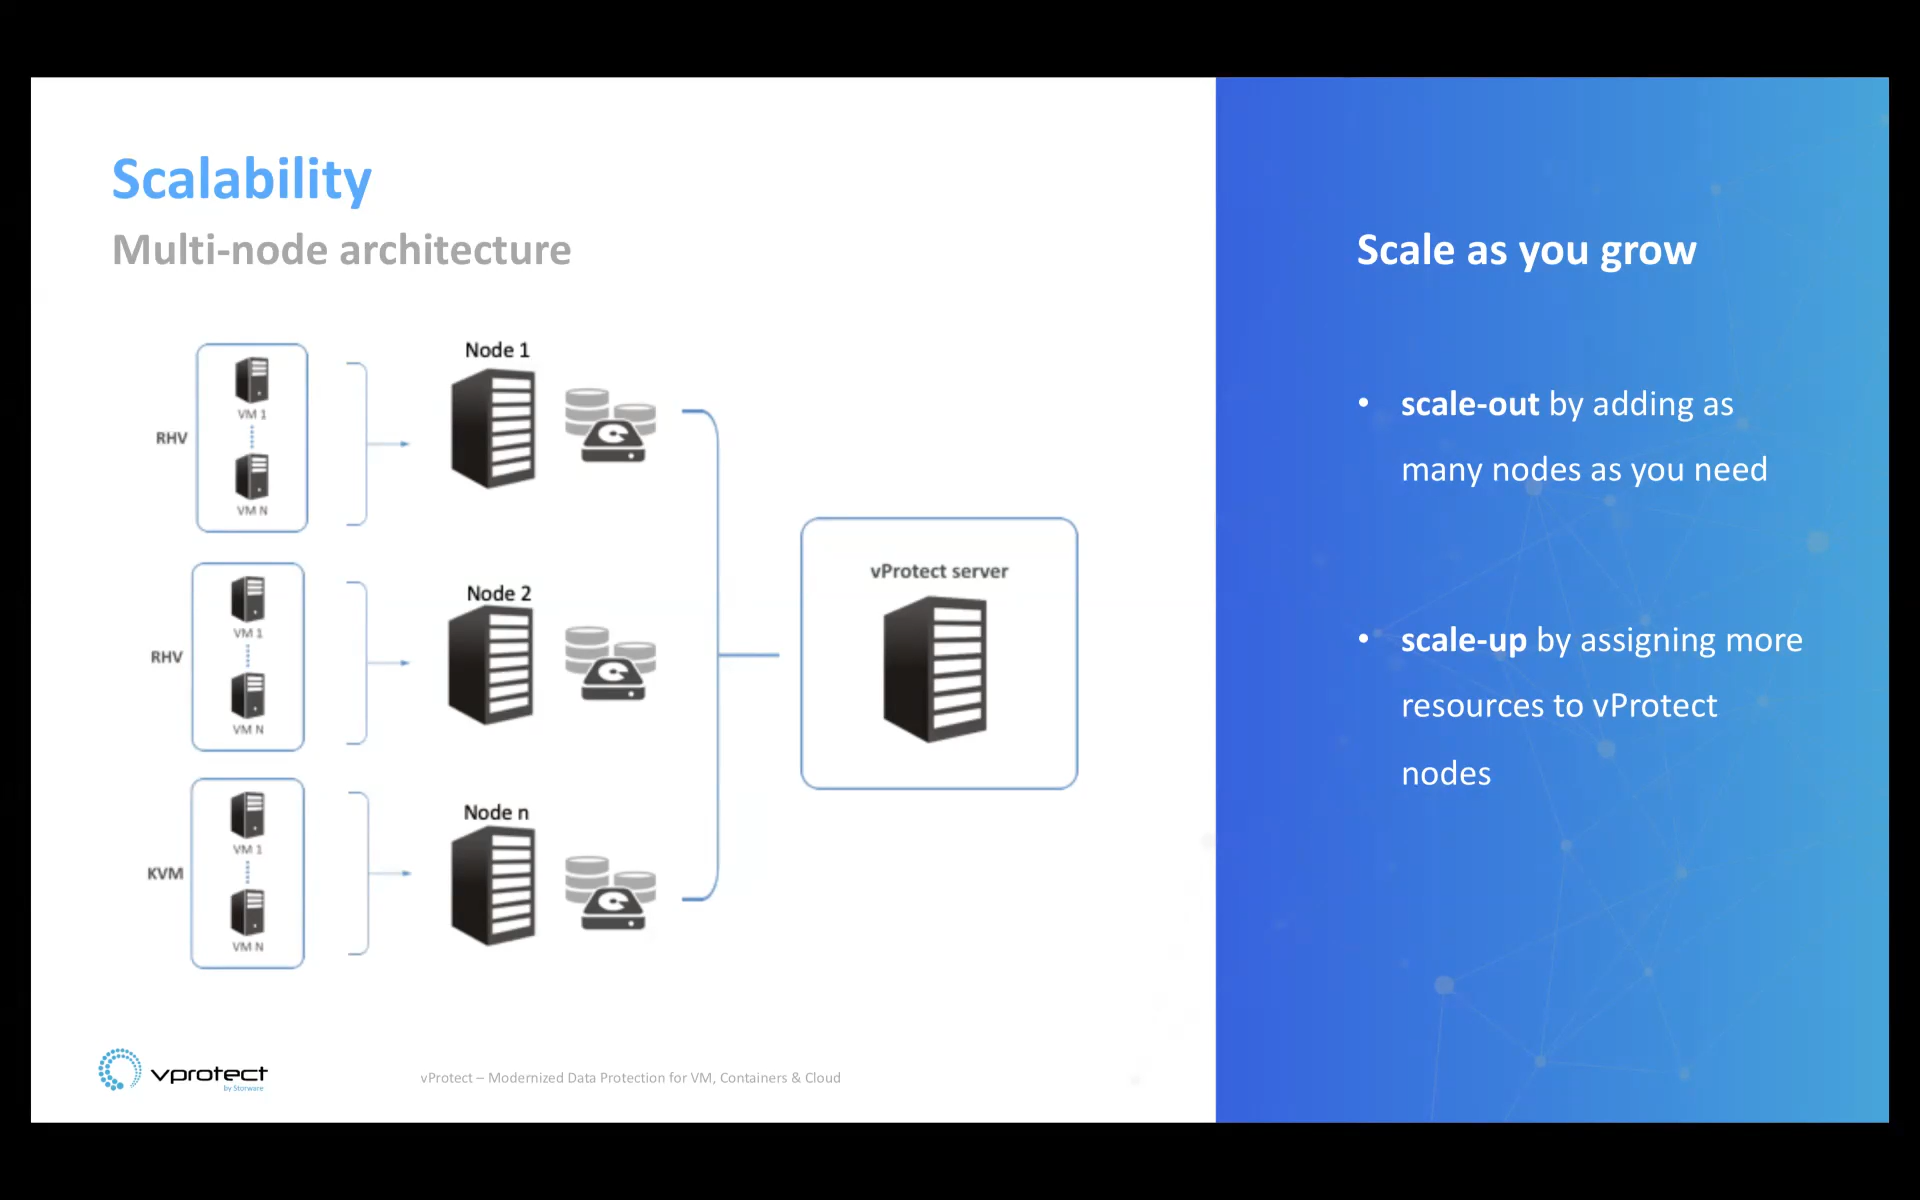 Scalability
Multi-node architecture
RHV
VM 1
VM N
Node 1
RHV
VM 1
VM N
Node 2
KVM
VM 1
VM N
Node n
vProtect server
Scale as you grow
• scale-out by adding as
many nodes as you need
• scale-up by assigning more
resources to vProtect
nodes
vprotect
by Storware
vProtect – Modernized Data Protection for VM, Containers & Cloud